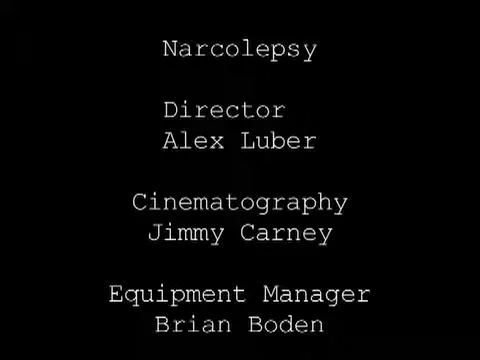 Narcolepsy
Director
Alex Luber
Cinematography
Jimmy Carney
Equipment Manager
Brian Boden